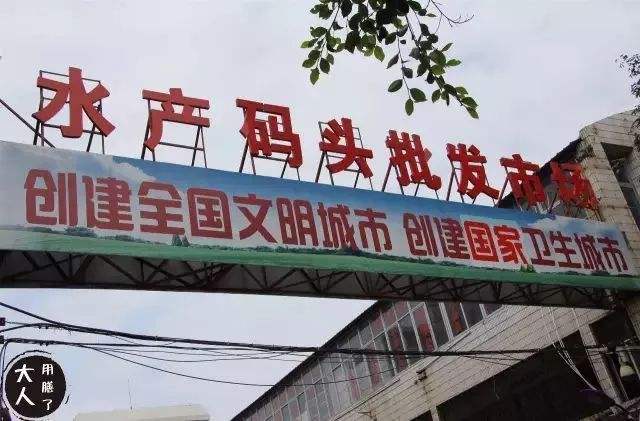 水产码头批发市场
创建全国文明城市 创建国家卫生城市
大人
用膳了